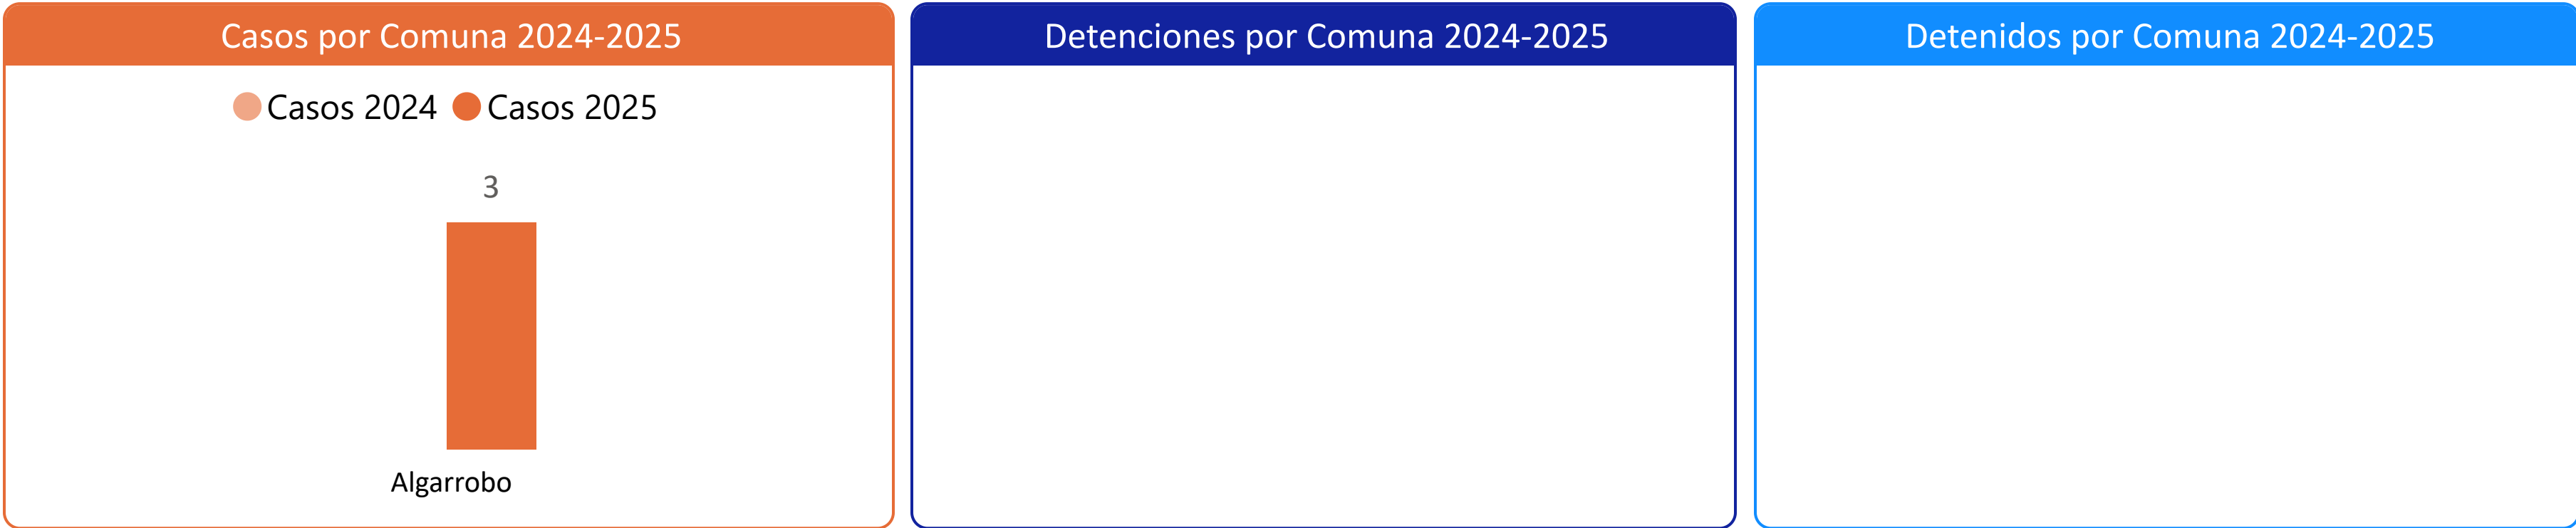 Casos por Comuna 2024-2025
Casos 2024 Casos 2025
3
Algarrobo
Detenciones por Comuna 2024-2025
Detenidos por Comuna 2024-2025